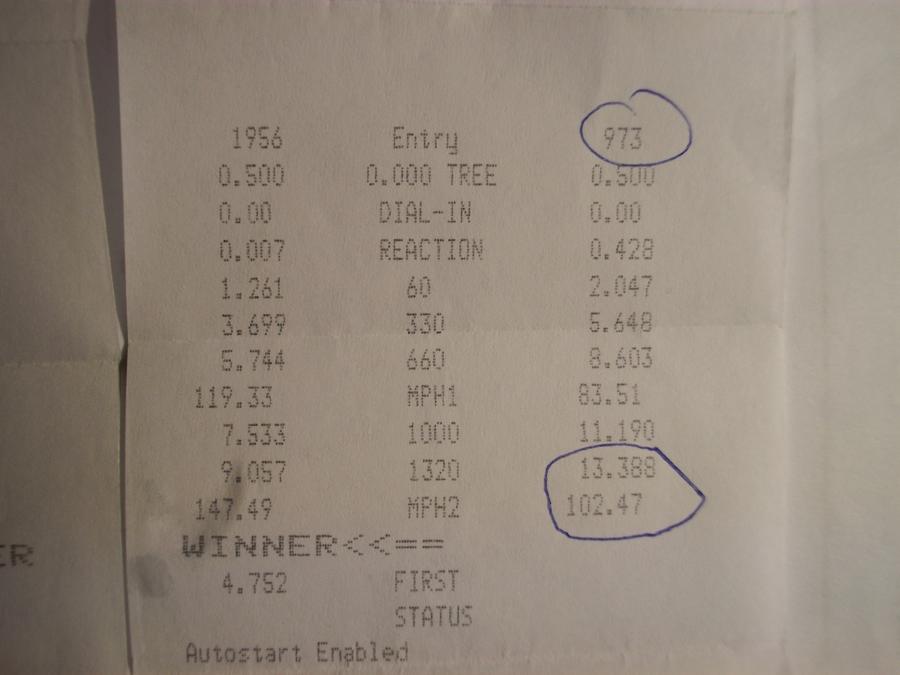 1956 Entry 973
0.500 0.000 TREE 0.500
0.00 DIAL-IN 0.00
0.007 REACTION 0.428
1.261 60 2.047
3.699 330 5.648
5.744 660 8.603
119.33 MPH1 83.51
7.533 1000 11.190
9.057 1320 13.388
147.49 MPH2 102.47
ER WINNER<<==
4.752 FIRST
STATUS
Autostart Enabled